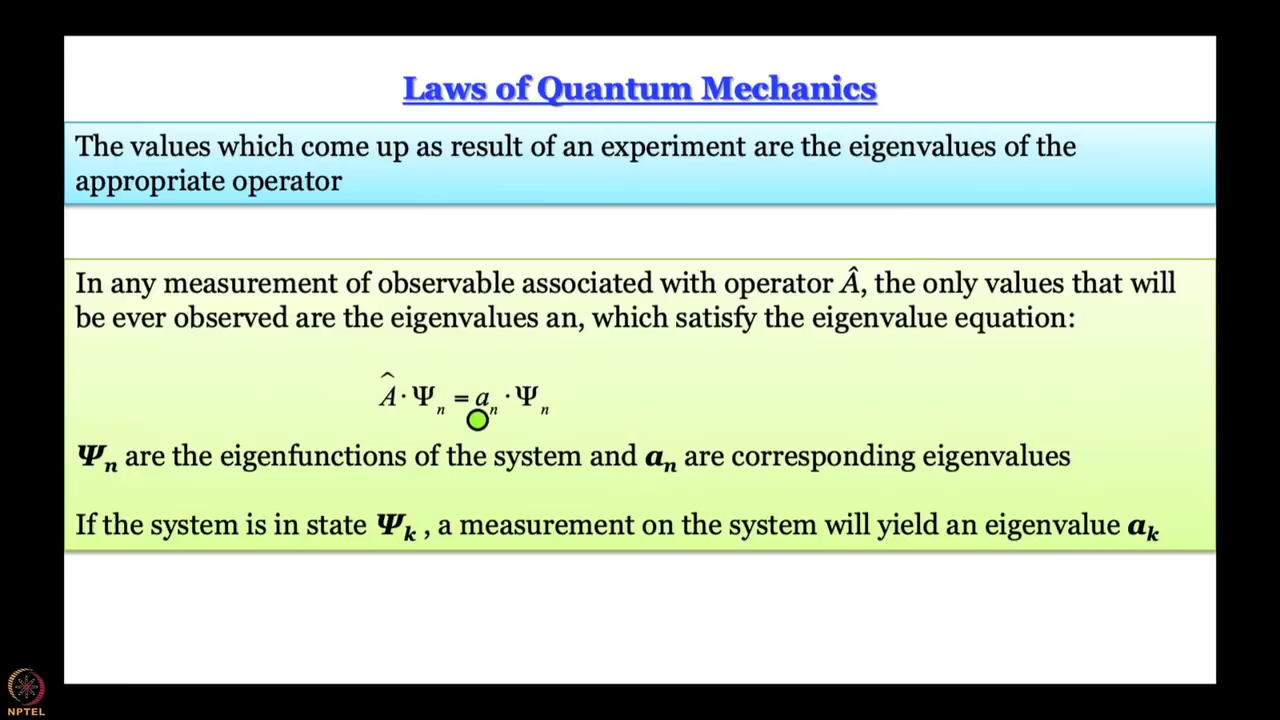 Laws of Quantum Mechanics
The values which come up as result of an experiment are the eigenvalues of the
appropriate operator
In any measurement of observable associated with operator Â, the only values that will
be ever observed are the eigenvalues an, which satisfy the eigenvalue equation:
Â · Ψₙ = aₙ · Ψₙ
Ψₙ are the eigenfunctions of the system and aₙ are corresponding eigenvalues
If the system is in state Ψₖ , a measurement on the system will yield an eigenvalue aₖ
NPTEL